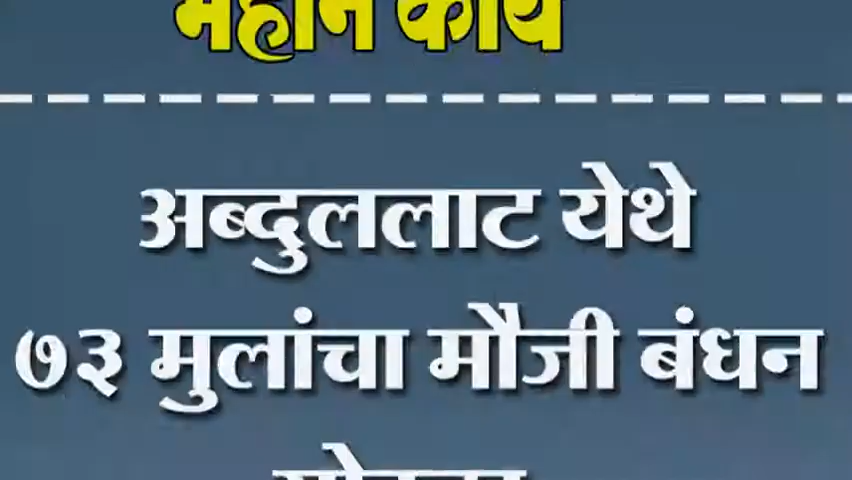 महान कार्य
अब्दुललाट येथे
७३ मुलांचा मौजी बंधन